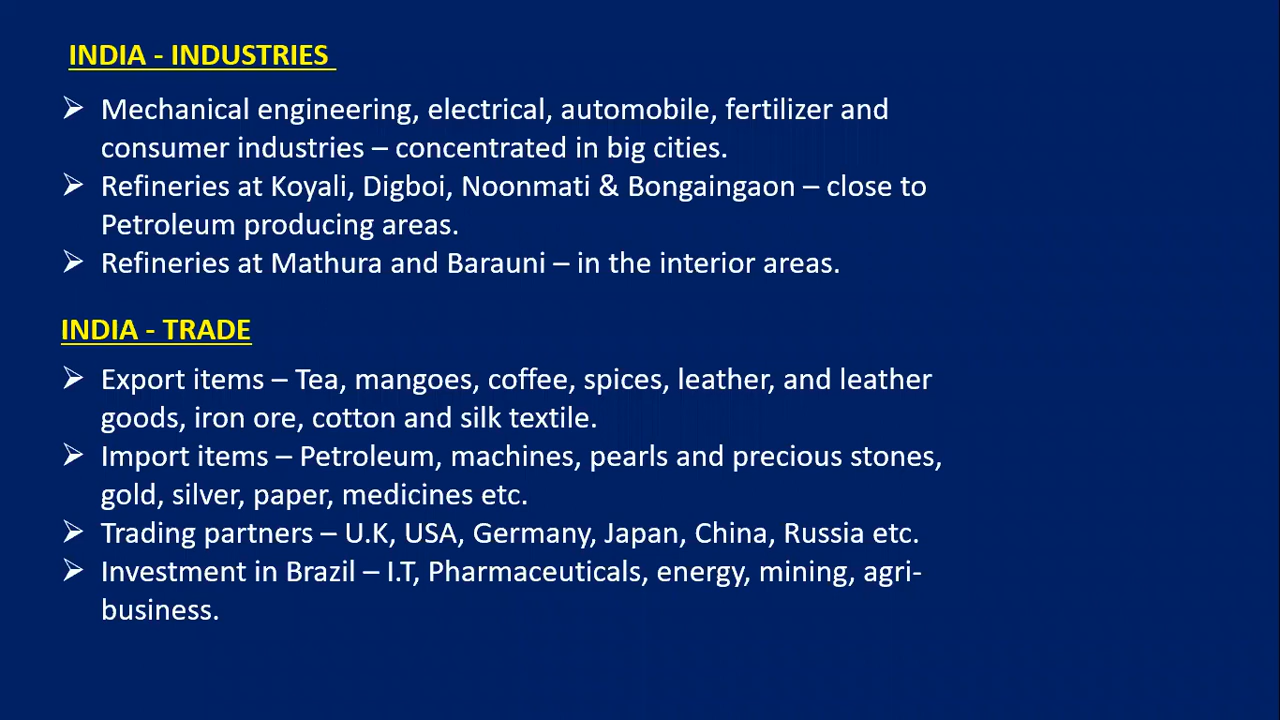 INDIA - INDUSTRIES
➢ Mechanical engineering, electrical, automobile, fertilizer and
consumer industries – concentrated in big cities.
➢ Refineries at Koyali, Digboi, Noonmati & Bongaingaon – close to
Petroleum producing areas.
➢ Refineries at Mathura and Barauni – in the interior areas.
INDIA - TRADE
➢ Export items – Tea, mangoes, coffee, spices, leather, and leather
goods, iron ore, cotton and silk textile.
➢ Import items – Petroleum, machines, pearls and precious stones,
gold, silver, paper, medicines etc.
➢ Trading partners – U.K, USA, Germany, Japan, China, Russia etc.
➢ Investment in Brazil – I.T, Pharmaceuticals, energy, mining, agri-
business.